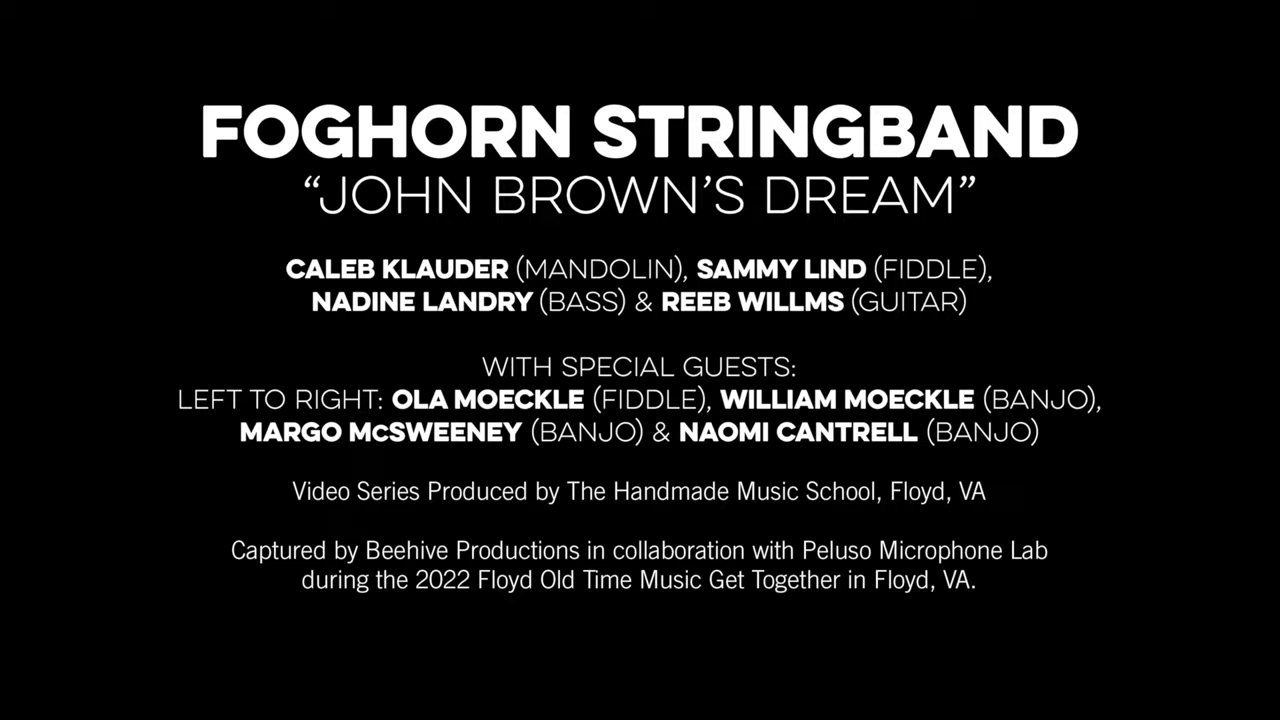 FOGHORN STRINGBAND
“JOHN BROWN’S DREAM”
CALEB KLAUDER (MANDOLIN), SAMMY LIND (FIDDLE),
NADINE LANDRY (BASS) & REEB WILLMS (GUITAR)
WITH SPECIAL GUESTS:
LEFT TO RIGHT: OLA MOECKLE (FIDDLE), WILLIAM MOECKLE (BANJO),
MARGO McSWEENEY (BANJO) & NAOMI CANTRELL (BANJO)
Video Series Produced by The Handmade Music School, Floyd, VA
Captured by Beehive Productions in collaboration with Peluso Microphone Lab
during the 2022 Floyd Old Time Music Get Together in Floyd, VA.